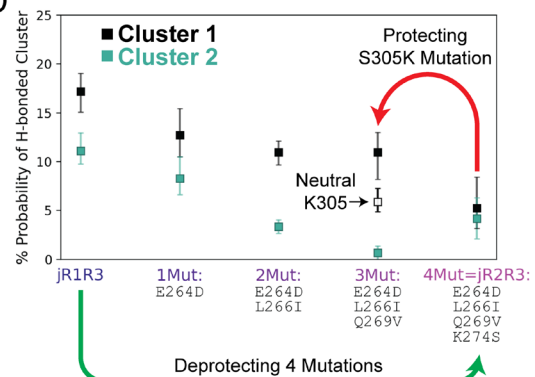 % Probability of H-bonded Cluster
25
20
15
10
5
0
Cluster 1
Cluster 2
Protecting
S305K Mutation
Neutral
K305
jR1R3
1Mut:
E264D
2Mut:
E264D
L266I
3Mut:
E264D
L266I
Q269V
4Mut=jR2R3:
E264D
L266I
Q269V
K274S
Deprotecting 4 Mutations